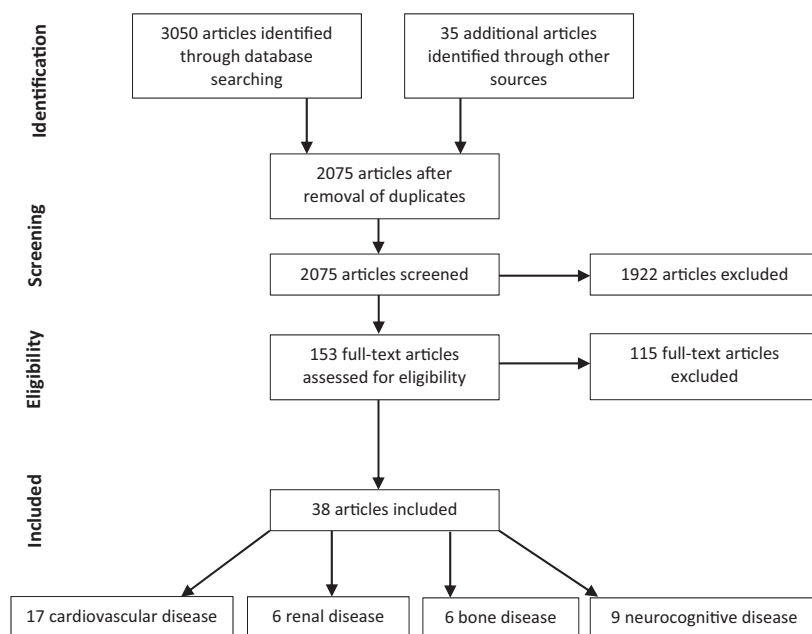 Identification
3050 articles identified
through database
searching
35 additional articles
identified through other
sources
2075 articles after
removal of duplicates
Screening
2075 articles screened
1922 articles excluded
Eligibility
153 full-text articles
assessed for eligibility
115 full-text articles
excluded
Included
38 articles included
17 cardiovascular disease
6 renal disease
6 bone disease
9 neurocognitive disease